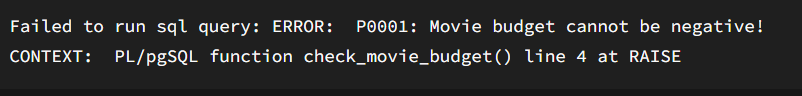 Failed to run sql query: ERROR:  P0001: Movie budget cannot be negative!
CONTEXT:  PL/pgSQL function check_movie_budget() line 4 at RAISE